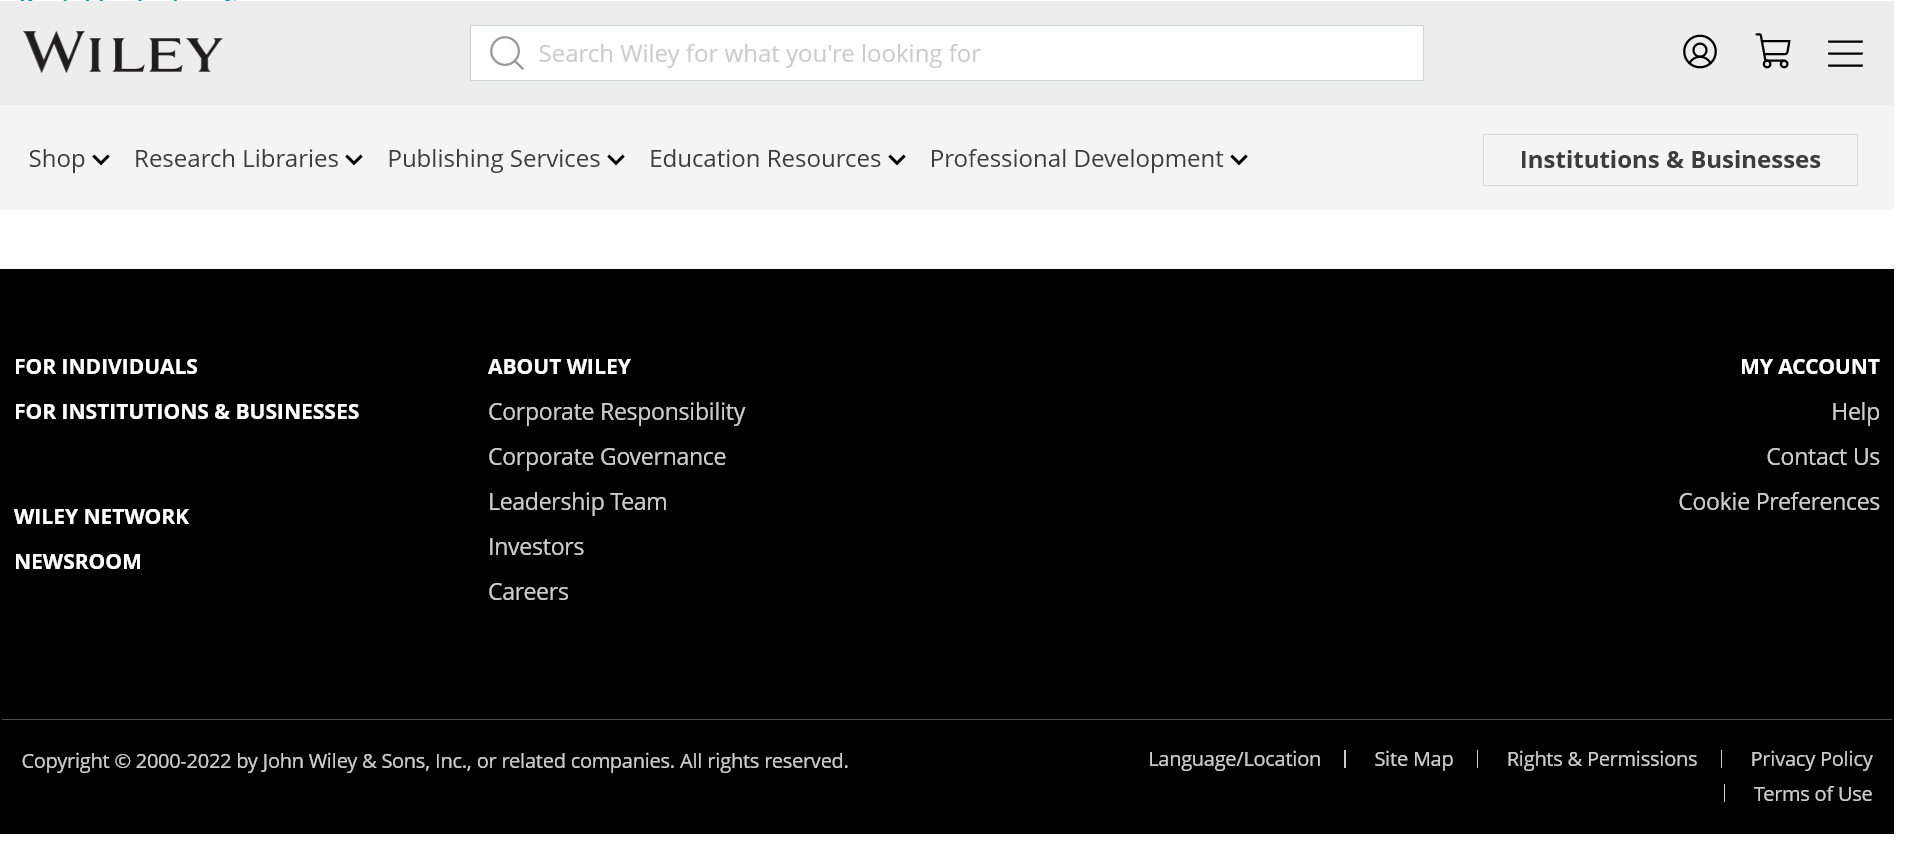 WILEY
Search Wiley for what you're looking for
Shop
Research Libraries
Publishing Services
Education Resources
Professional Development
Institutions & Businesses
FOR INDIVIDUALS
FOR INSTITUTIONS & BUSINESSES
WILEY NETWORK
NEWSROOM
ABOUT WILEY
Corporate Responsibility
Corporate Governance
Leadership Team
Investors
Careers
MY ACCOUNT
Help
Contact Us
Cookie Preferences
Copyright © 2000-2022 by John Wiley & Sons, Inc., or related companies. All rights reserved.
Language/Location | Site Map | Rights & Permissions | Privacy Policy
| Terms of Use